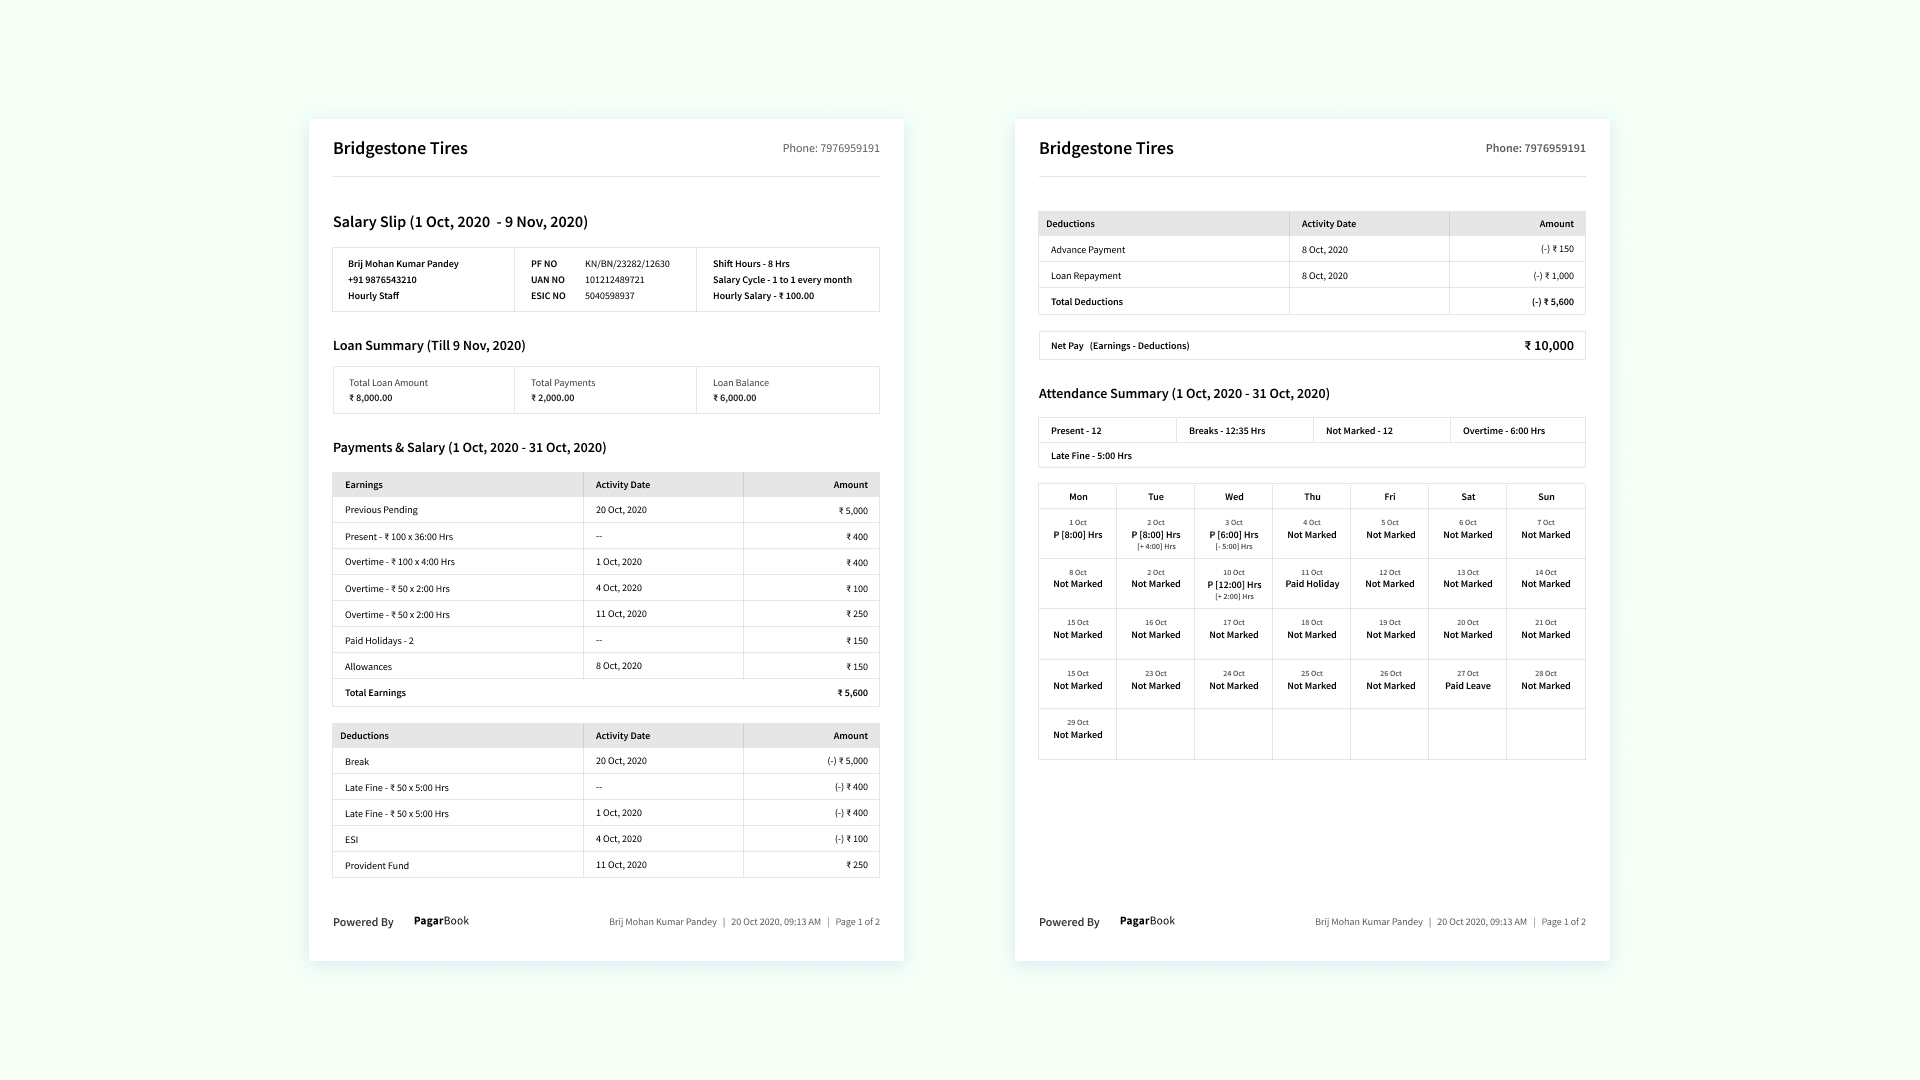 Bridgestone Tires Phone: 7976959191
Salary Slip (1 Oct, 2020 - 9 Nov, 2020)
Brij Mohan Kumar Pandey PF NO KN/BN/23282/12630 Shift Hours - 8 Hrs
+91 9876543210 UAN NO 101212489721 Salary Cycle - 1 to 1 every month
Hourly Staff ESIC NO 5040598937 Hourly Salary - ₹ 100.00
Loan Summary (Till 9 Nov, 2020)
Total Loan Amount Total Payments Loan Balance
₹ 8,000.00 ₹ 2,000.00 ₹ 6,000.00
Payments & Salary (1 Oct, 2020 - 31 Oct, 2020)
Earnings Activity Date Amount
Previous Pending 20 Oct, 2020 ₹ 5,000
Present - ₹ 100 x 36:00 Hrs -- ₹ 400
Overtime - ₹ 100 x 4:00 Hrs 1 Oct, 2020 ₹ 400
Overtime - ₹ 50 x 2:00 Hrs 4 Oct, 2020 ₹ 100
Overtime - ₹ 50 x 2:00 Hrs 11 Oct, 2020 ₹ 250
Paid Holidays - 2 -- ₹ 150
Allowances 8 Oct, 2020 ₹ 150
Total Earnings ₹ 5,600
Deductions Activity Date Amount
Break 20 Oct, 2020 (-) ₹ 5,000
Late Fine - ₹ 50 x 5:00 Hrs -- (-) ₹ 400
Late Fine - ₹ 50 x 5:00 Hrs 1 Oct, 2020 (-) ₹ 400
ESI 4 Oct, 2020 (-) ₹ 100
Provident Fund 11 Oct, 2020 ₹ 250
Powered By PagarBook Brij Mohan Kumar Pandey | 20 Oct 2020, 09:13 AM | Page 1 of 2
Bridgestone Tires Phone: 7976959191
Deductions Activity Date Amount
Advance Payment 8 Oct, 2020 (-) ₹ 150
Loan Repayment 8 Oct, 2020 (-) ₹ 1,000
Total Deductions (-) ₹ 5,600
Net Pay (Earnings - Deductions) ₹ 10,000
Attendance Summary (1 Oct, 2020 - 31 Oct, 2020)
Present - 12 Breaks - 12:35 Hrs Not Marked - 12 Overtime - 6:00 Hrs
Late Fine - 5:00 Hrs
Mon Tue Wed Thu Fri Sat Sun
1 Oct 2 Oct 3 Oct 4 Oct 5 Oct 6 Oct 7 Oct
P [8:00] Hrs P [8:00] Hrs P [6:00] Hrs Not Marked Not Marked Not Marked Not Marked
[+ 4:00] Hrs [- 5:00] Hrs
8 Oct 2 Oct 10 Oct 11 Oct 12 Oct 13 Oct 14 Oct
Not Marked Not Marked P [12:00] Hrs Paid Holiday Not Marked Not Marked Not Marked
[+ 2:00] Hrs
15 Oct 16 Oct 17 Oct 18 Oct 19 Oct 20 Oct 21 Oct
Not Marked Not Marked Not Marked Not Marked Not Marked Not Marked Not Marked
15 Oct 23 Oct 24 Oct 25 Oct 26 Oct 27 Oct 28 Oct
Not Marked Not Marked Not Marked Not Marked Not Marked Paid Leave Not Marked
29 Oct
Not Marked
Powered By PagarBook Brij Mohan Kumar Pandey | 20 Oct 2020, 09:13 AM | Page 1 of 2